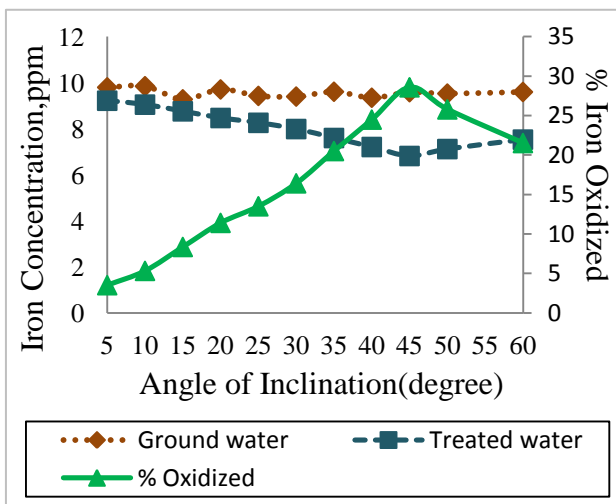 Iron Concentration,ppm
12
10
8
6
4
2
0
35
30
25
20
15
10
5
0
% Iron Oxidized
5 10 15 20 25 30 35 40 45 50 55 60
Angle of Inclination(degree)
Ground water Treated water
% Oxidized